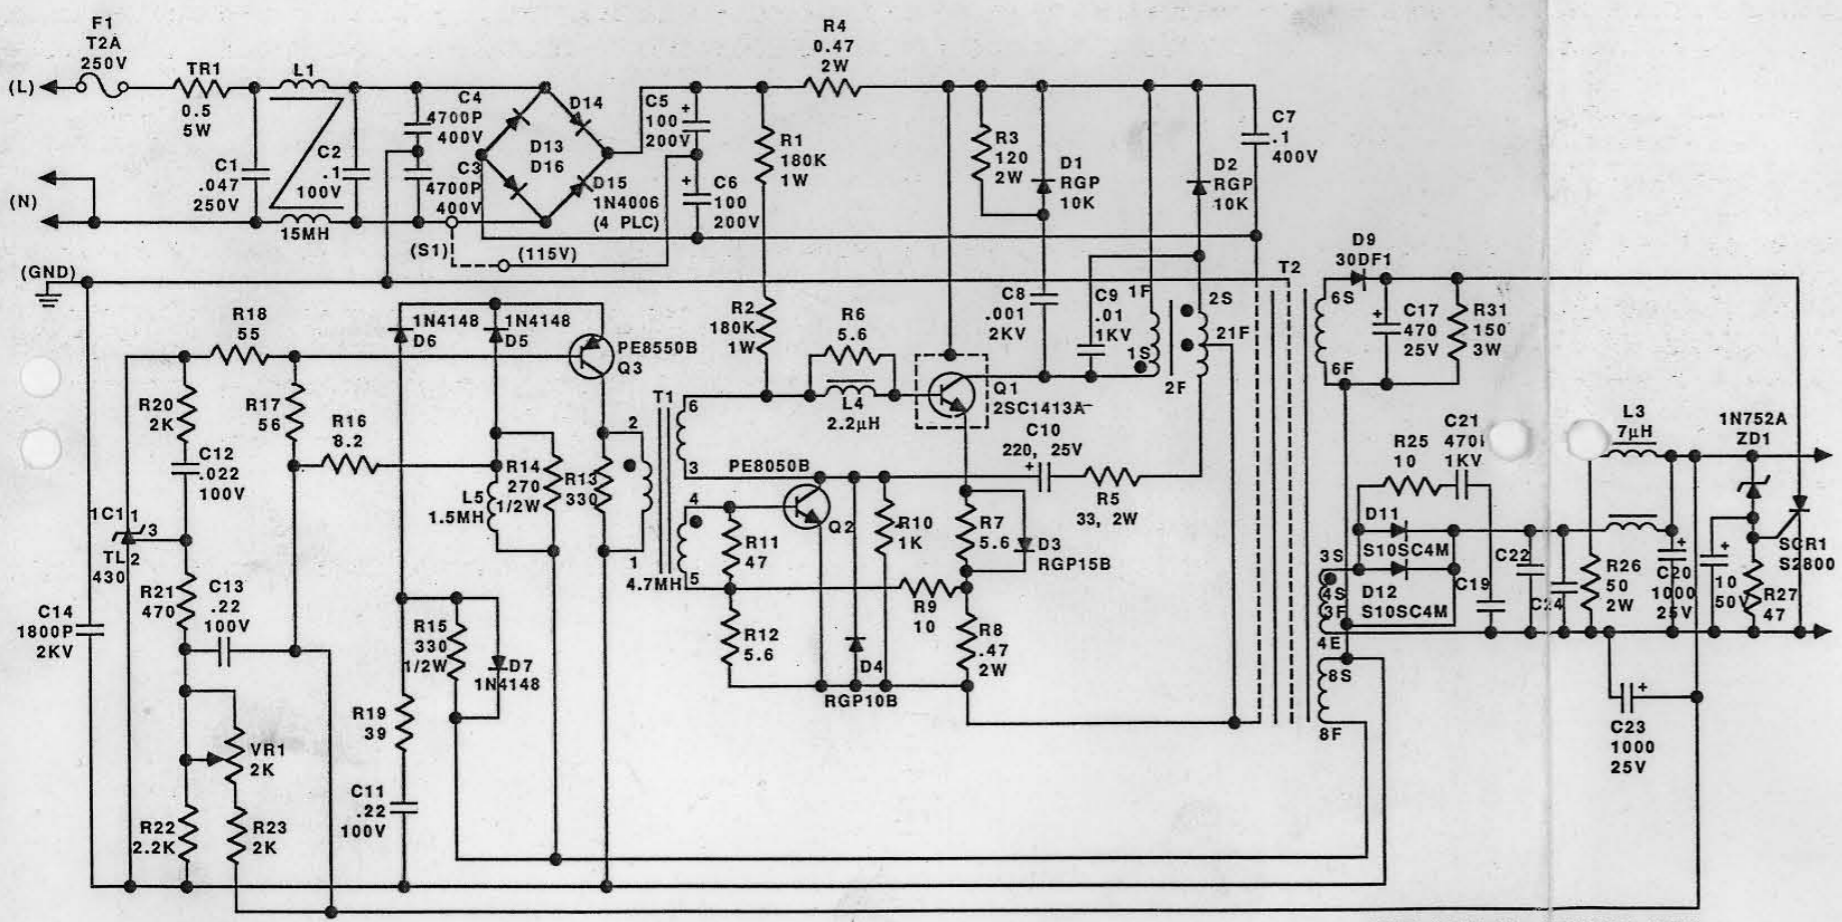 F1
T2A
250V
(L)
TR1
0.5
5W
L1
C1
.047
250V
C2
.1
100V
15MH
(N)
C4
4700P
400V
C3
4700P
400V
D14
D13
D16
D15
1N4006
(4 PLC)
(S1)
(115V)
C5
100
200V
+
C6
100
200V
+
R1
180K
1W
R4
0.47
2W
R3
120
2W
D1
RGP
10K
D2
RGP
10K
C7
.1
400V
(GND)
R18
55
1N4148
D6
1N4148
D5
PE8550B
Q3
R2
180K
1W
R6
5.6
L4
2.2µH
Q1
2SC1413A
C8
.001
2KV
C9
.01
1KV
1F
1S
2S
21F
2F
T2
D9
30DF1
6S
6F
C17
470
25V
+
R31
150
3W
R20
2K
R17
56
R16
8.2
C12
.022
100V
L5
1.5MH
R14
270
1/2W
R13
330
T1
2
1
6
3
4
5
4.7MH
PE8050B
Q2
C10
220, 25V
+
R5
33, 2W
R10
1K
R7
5.6
D3
RGP15B
R11
47
R9
10
R12
5.6
D4
RGP10B
R8
.47
2W
1C1
1
3
2
TL
430
R21
470
C13
.22
100V
C14
1800P
2KV
R15
330
1/2W
D7
1N4148
R19
39
C11
.22
100V
VR1
2K
R22
2.2K
R23
2K
R25
10
C21
1KV
D11
S10SC4M
D12
S10SC4M
3S
4S
3F
4E
8S
8F
C19
C22
C24
L3
7µH
R26
50
2W
C20
1000
25V
+
10
50V
+
1N752A
ZD1
R27
47
SCR1
S2800
C23
1000
25V
+